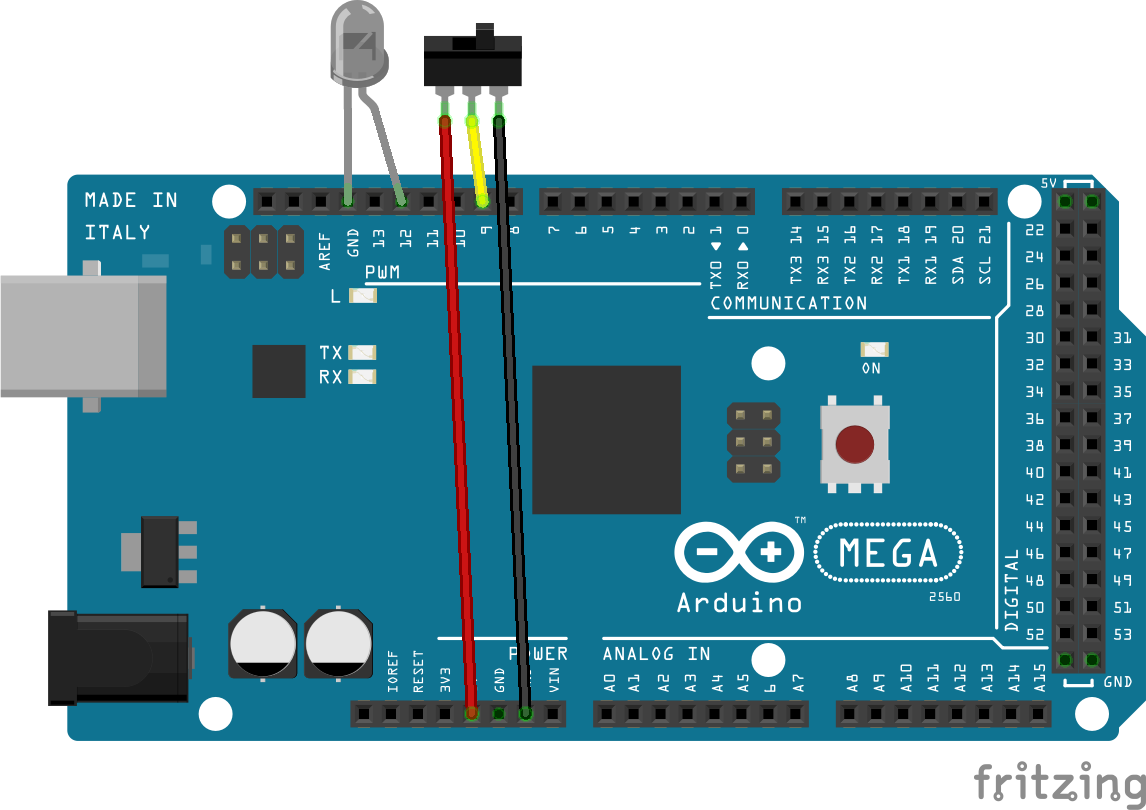 MADE IN
ITALY
5V
AREF
GND
13
12
11
10
9
8
7
6
5
4
3
2
TX0 ◀ 1
RX0 ▶ 0
TX3 14
RX3 15
TX2 16
RX2 17
TX1 18
RX1 19
SDA 20
SCL 21
PWM
COMMUNICATION
L
TX
RX
ON
22
24
26
28
30 31
32 33
34 35
36 37
38 39
40 41
42 43
44 45
46 47
48 49
50 51
52 53
DIGITAL
GND
TM
MEGA
2560
Arduino
POWER
ANALOG IN
IOREF
RESET
3V3
GND
VIN
A0
A1
A2
A3
A4
A5
6
A7
A8
A9
A10
A11
A12
A13
A14
A15
fritzing